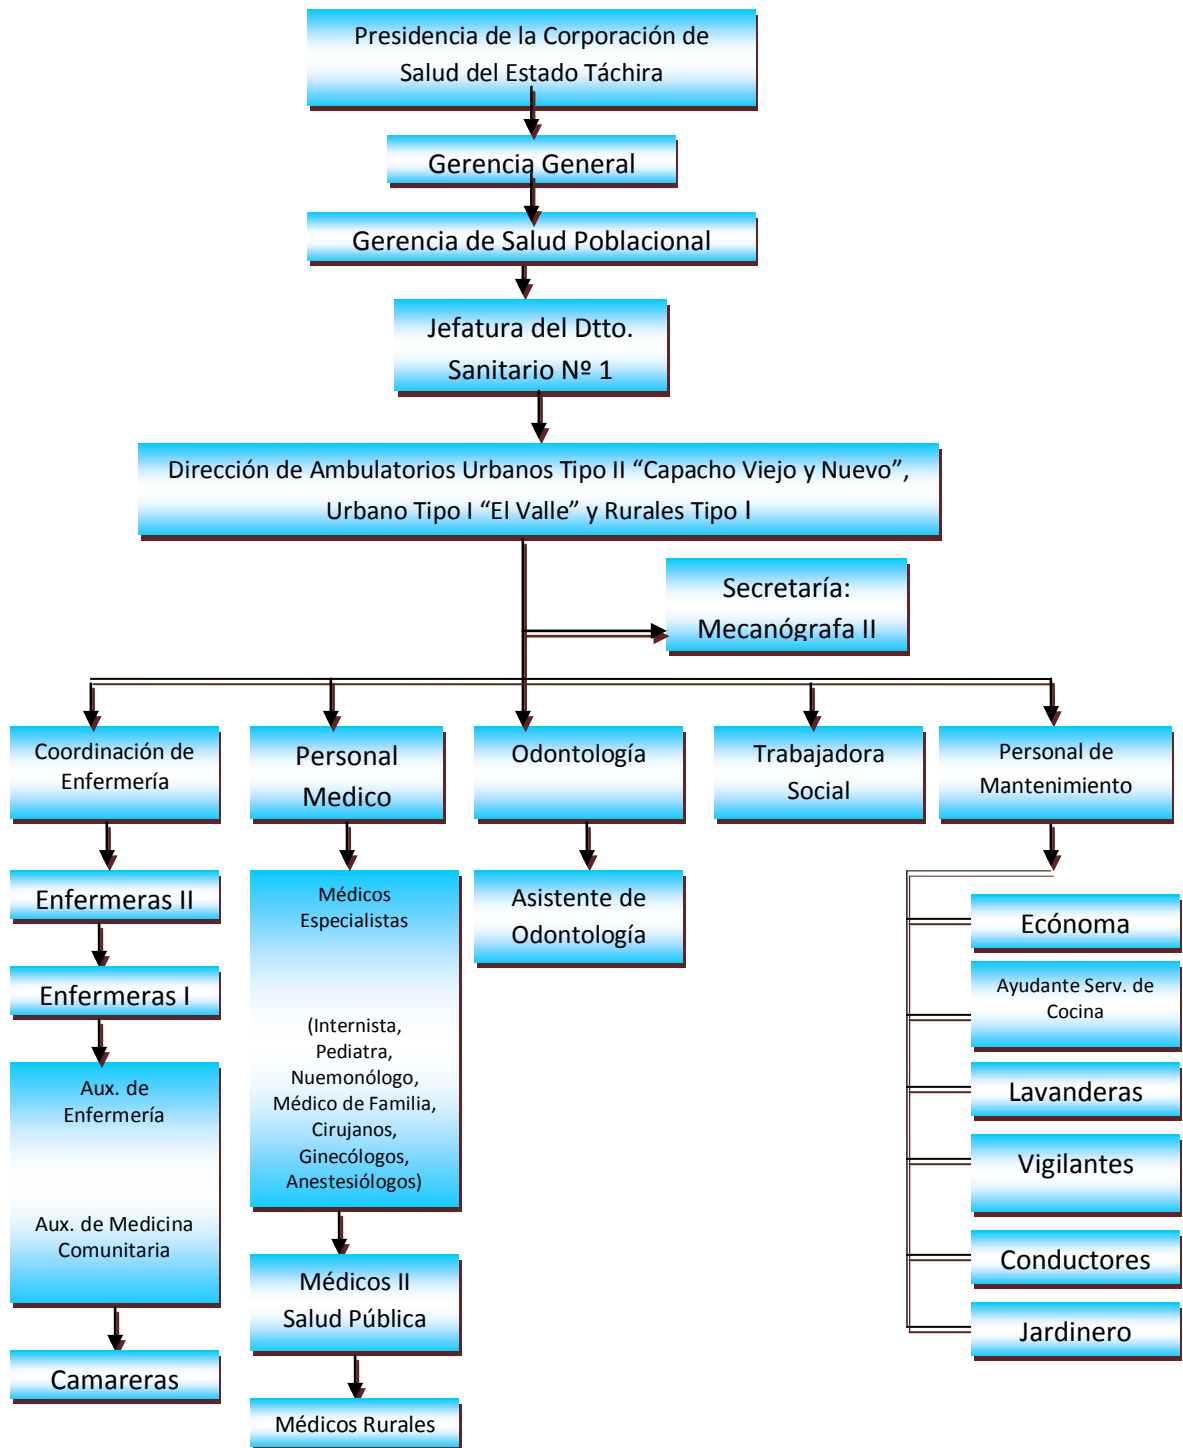 Presidencia de la Corporación de
Salud del Estado Táchira
Gerencia General
Gerencia de Salud Poblacional
Jefatura del Dtto.
Sanitario Nº 1
Dirección de Ambulatorios Urbanos Tipo II “Capacho Viejo y Nuevo”,
Urbano Tipo I “El Valle” y Rurales Tipo I
Secretaría:
Mecanógrafa II
Coordinación de
Enfermería
Personal
Medico
Odontología
Trabajadora
Social
Personal de
Mantenimiento
Enfermeras II
Enfermeras I
Aux. de
Enfermería
Aux. de Medicina
Comunitaria
Camareras
Médicos
Especialistas
(Internista,
Pediatra,
Nuemonólogo,
Médico de Familia,
Cirujanos,
Ginecólogos,
Anestesiólogos)
Médicos II
Salud Pública
Médicos Rurales
Asistente de
Odontología
Ecónoma
Ayudante Serv. de
Cocina
Lavanderas
Vigilantes
Conductores
Jardinero